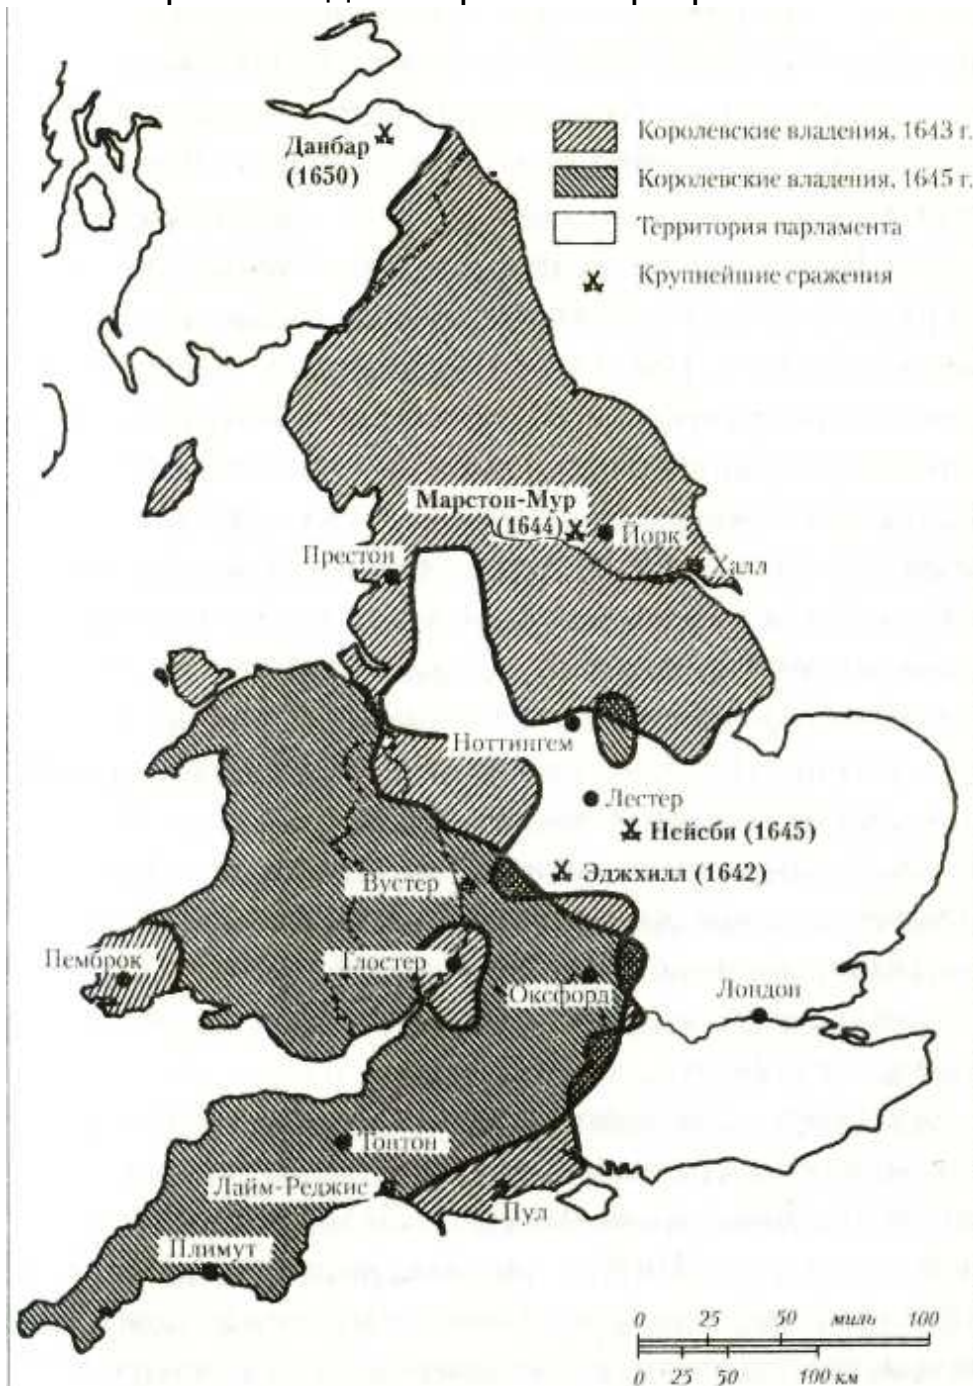 Данбар
(1650)
Королевские владения, 1643 г.
Королевские владения, 1645 г.
Территория парламента
Крупнейшие сражения
Марстон-Мур
(1644)
Йорк
Халл
Престон
Ноттингем
Лестер
Нейсби (1645)
Эджхилл (1642)
Вустер
Пемброк
Глостер
Оксфорд
Лондон
Тонтон
Лайм-Реджис
Пул
Плимут
0 25 50 миль 100
0 25 50 100 км